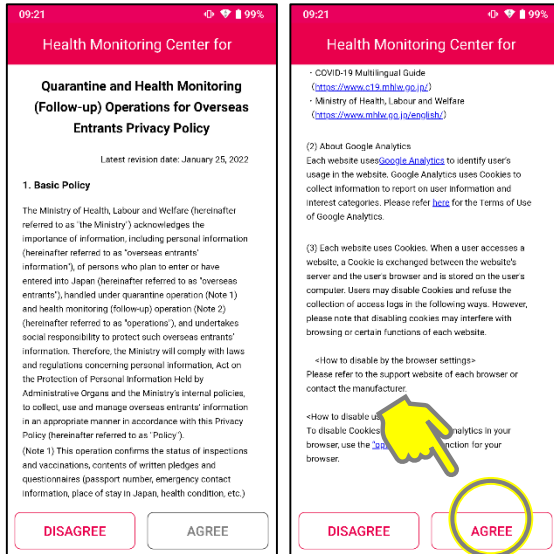 09:21
99%
Health Monitoring Center for
Quarantine and Health Monitoring
(Follow-up) Operations for Overseas
Entrants Privacy Policy
Latest revision date: January 25, 2022
1. Basic Policy
The Ministry of Health, Labour and Welfare (hereinafter
referred to as "the Ministry") acknowledges the
importance of information, including personal information
(hereinafter referred to as "overseas entrants'
information"), of persons who plan to enter or have
entered into Japan (hereinafter referred to as "overseas
entrants"), handled under quarantine operation (Note 1)
and health monitoring (follow-up) operation (Note 2)
(hereinafter referred to as "operations"), and undertakes
social responsibility to protect such overseas entrants'
information. Therefore, the Ministry will comply with laws
and regulations concerning personal information, Act on
the Protection of Personal Information Held by
Administrative Organs and the Ministry's internal policies,
to collect, use and manage overseas entrants' information
in an appropriate manner in accordance with this Privacy
Policy (hereinafter referred to as "Policy").
(Note 1) This operation confirms the status of inspections
and vaccinations, contents of written pledges and
questionnaires (passport number, emergency contact
information, place of stay in Japan, health condition, etc.)
DISAGREE
AGREE
09:21
99%
Health Monitoring Center for
・COVID-19 Multilingual Guide
(https://www.c19.mhlw.go.jp/)
・Ministry of Health, Labour and Welfare
(https://www.mhlw.go.jp/english/)
(2) About Google Analytics
Each website usesGoogle Analytics to identify user's
usage in the website. Google Analytics uses Cookies to
collect information to report on user information and
interest categories. Please refer here for the Terms of Use
of Google Analytics.
(3) Each website uses Cookies. When a user accesses a
website, a Cookie is exchanged between the website's
server and the user's browser and is stored on the user's
computer. Users may disable Cookies and refuse the
collection of access logs in the following ways. However,
please note that disabling cookies may interfere with
browsing or certain functions of each website.
<How to disable by the browser settings>
Please refer to the support website of each browser or
contact the manufacturer.
<How to disable
To disable Cookies in your
browser, use the for your
browser.
DISAGREE
AGREE